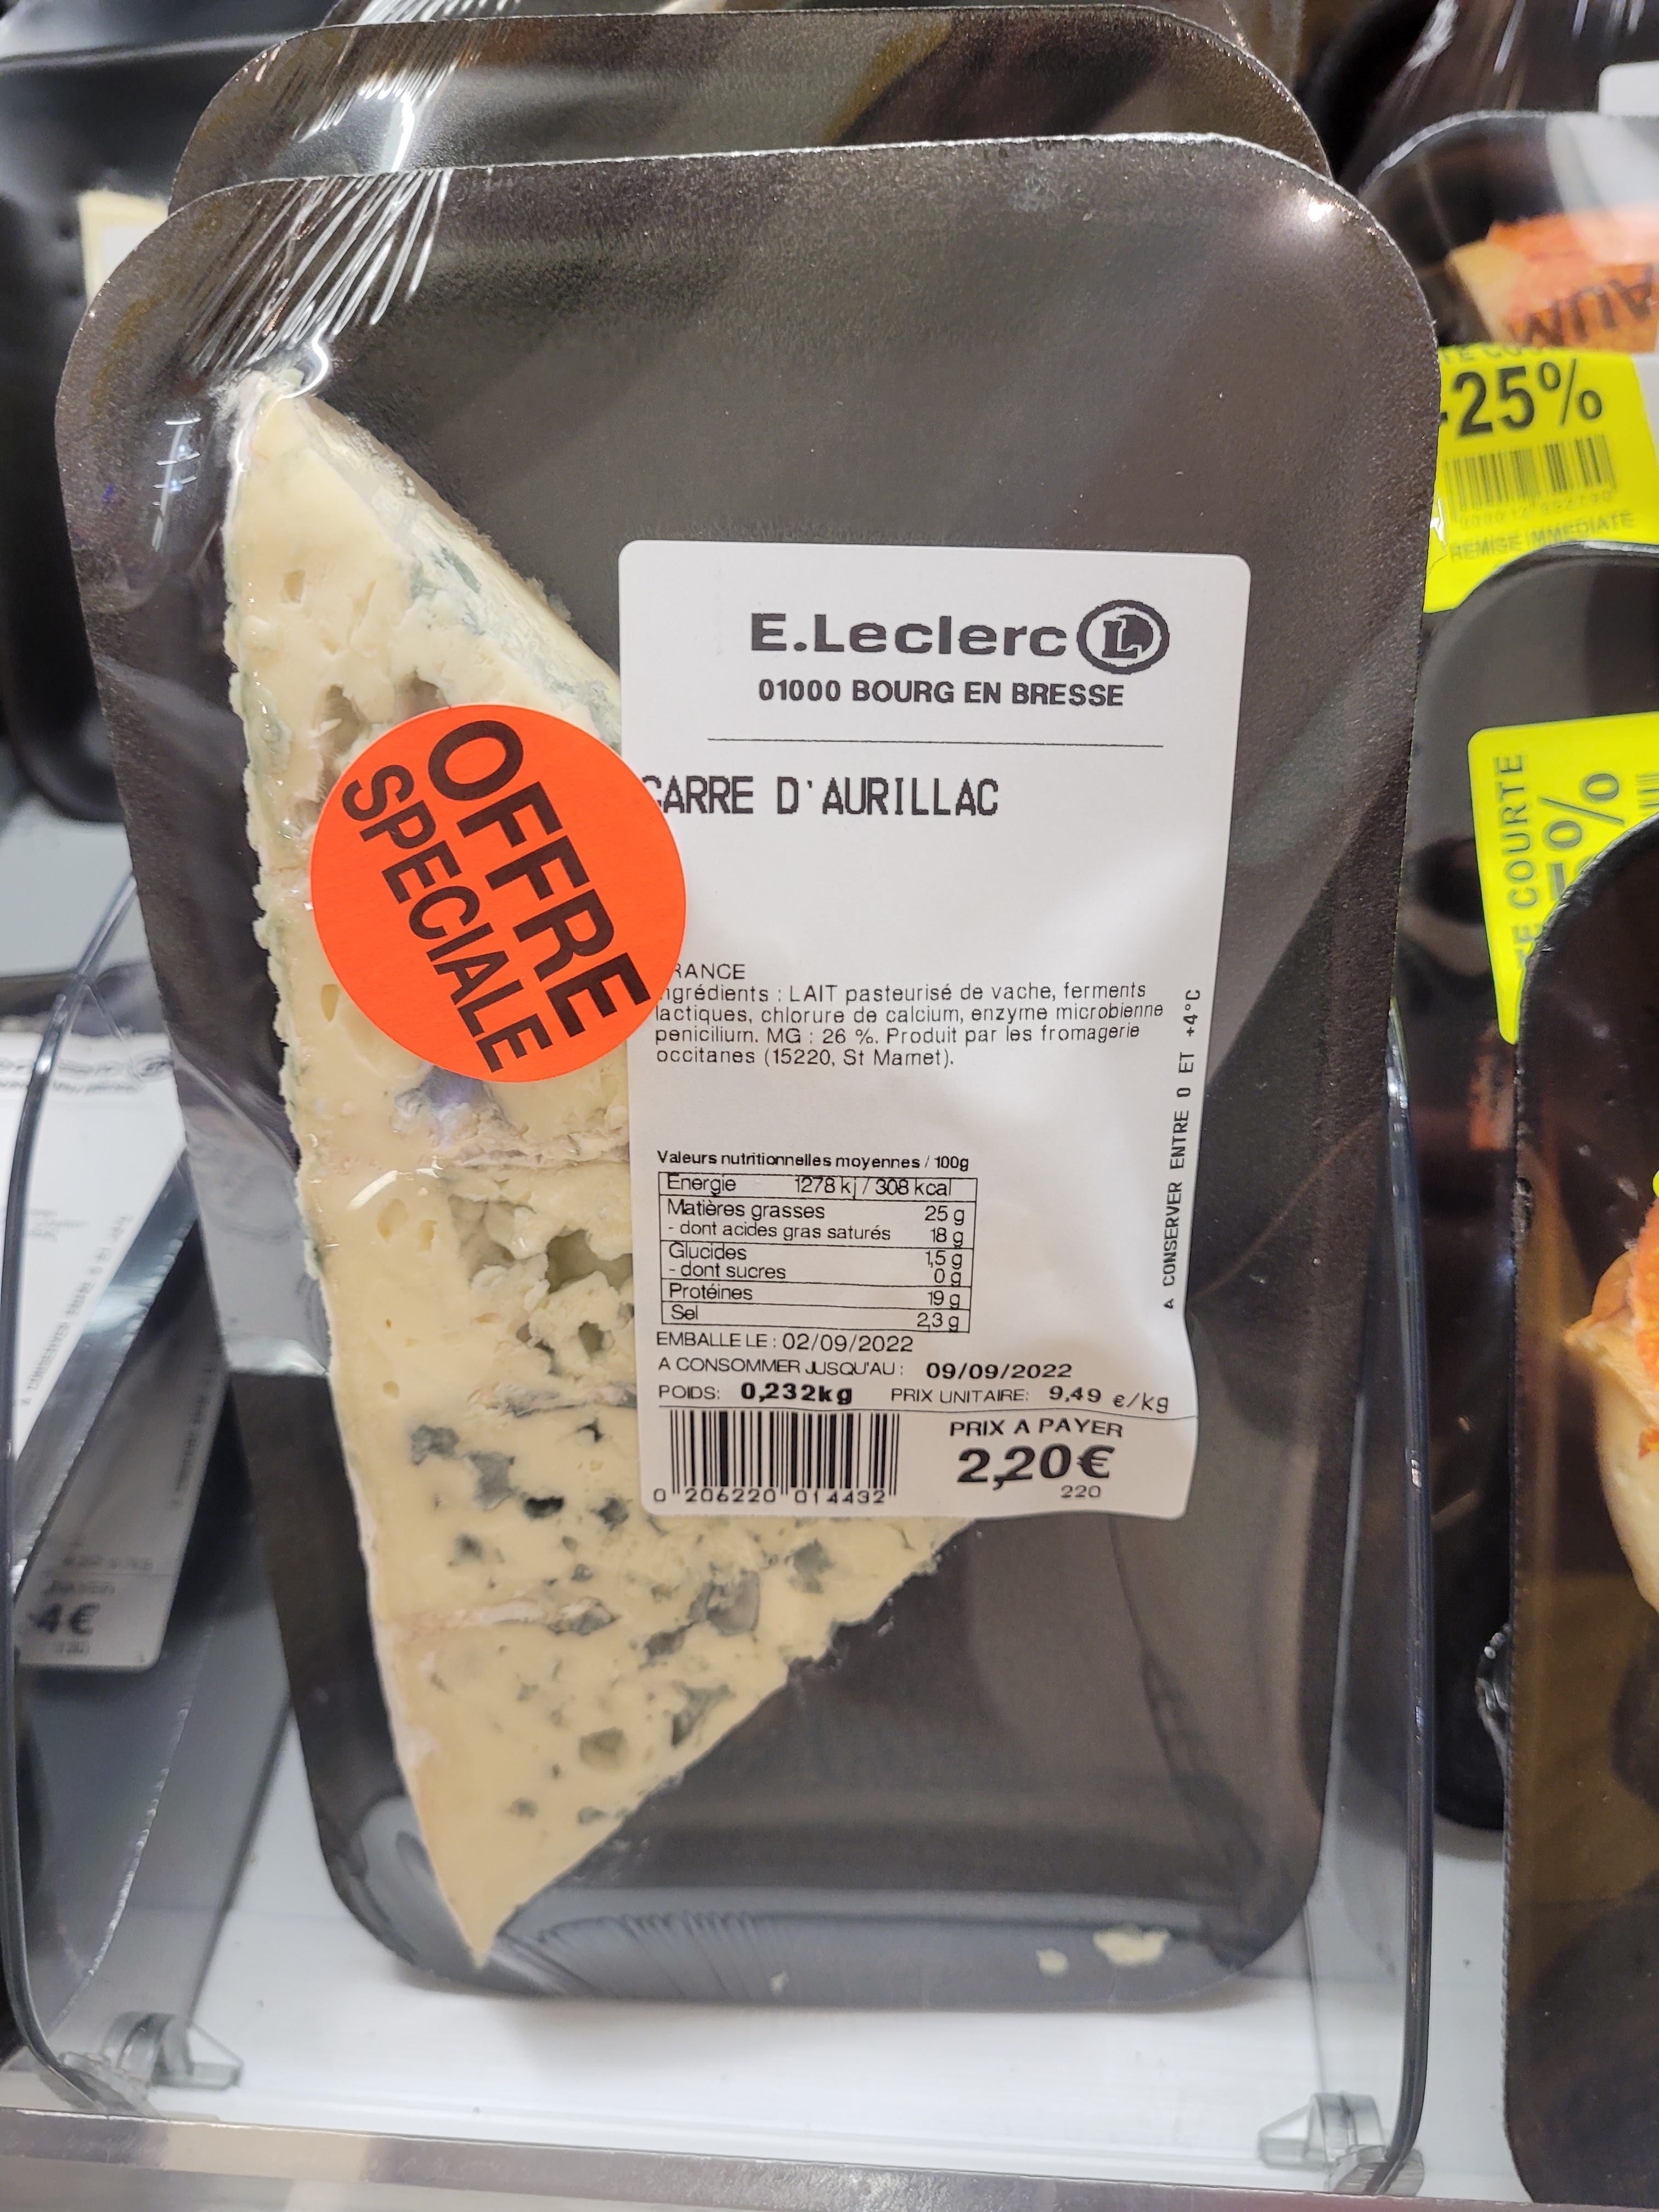 E.Leclerc L
01000 BOURG EN BRESSE
CARRE D'AURILLAC
OFFRE
SPECIALE
RANCE
ngrédients : LAIT pasteurisé de vache, ferments
lactiques, chlorure de calcium, enzyme microbienne
penicilium. MG : 26 %. Produit par les fromagerie
occitanes (15220, St Mamet).
A CONSERVER ENTRE 0 ET +4°C
Valeurs nutritionnelles moyennes / 100g
Energie 1278 kj / 308 kcal
Matières grasses 25 g
- dont acides gras saturés 18 g
Glucides 1,5 g
- dont sucres 0 g
Protéines 19 g
Sel 2,3 g
EMBALLE LE : 02/09/2022
A CONSOMMER JUSQU'AU : 09/09/2022
POIDS: 0,232kg PRIX UNITAIRE: 9,49 €/kg
PRIX A PAYER
2,20€
220
0 206220 014432
-25%
REMISE IMMEDIATE
COURTE
%
4€